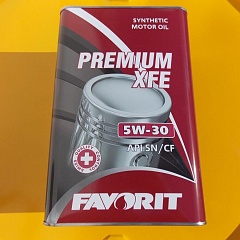 SYNTHETIC
MOTOR OIL
PREMIUM
XFE
5W-30
API SN/CF
FAVORIT